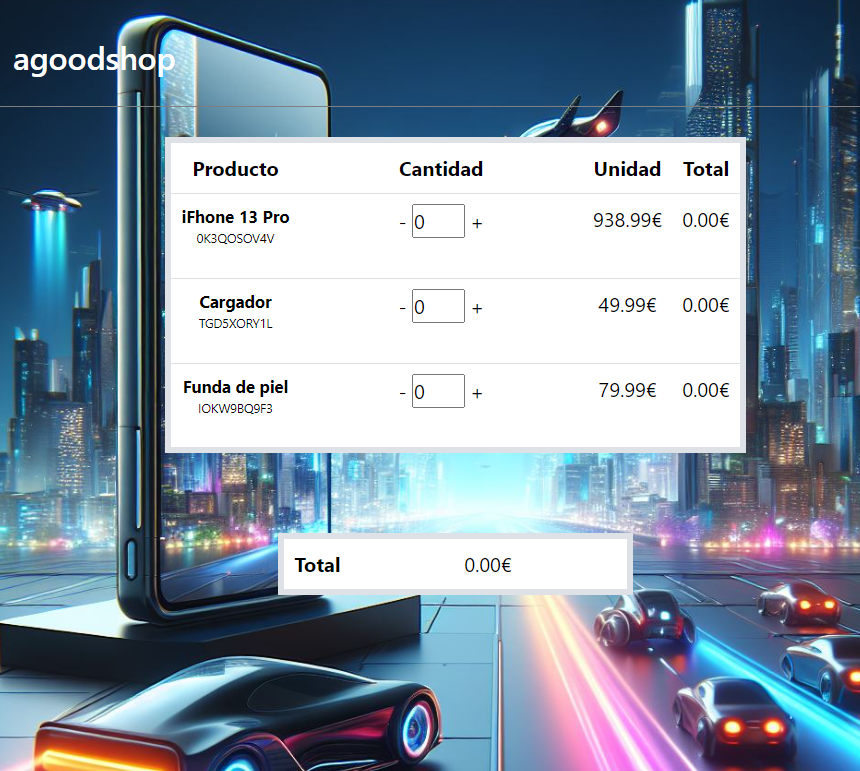 agoodshop
Producto Cantidad Unidad Total
iFhone 13 Pro - 0 + 938.99€ 0.00€
0K3QOSOV4V
Cargador - 0 + 49.99€ 0.00€
TGD5XORY1L
Funda de piel - 0 + 79.99€ 0.00€
IOKW9BQ9F3
Total 0.00€